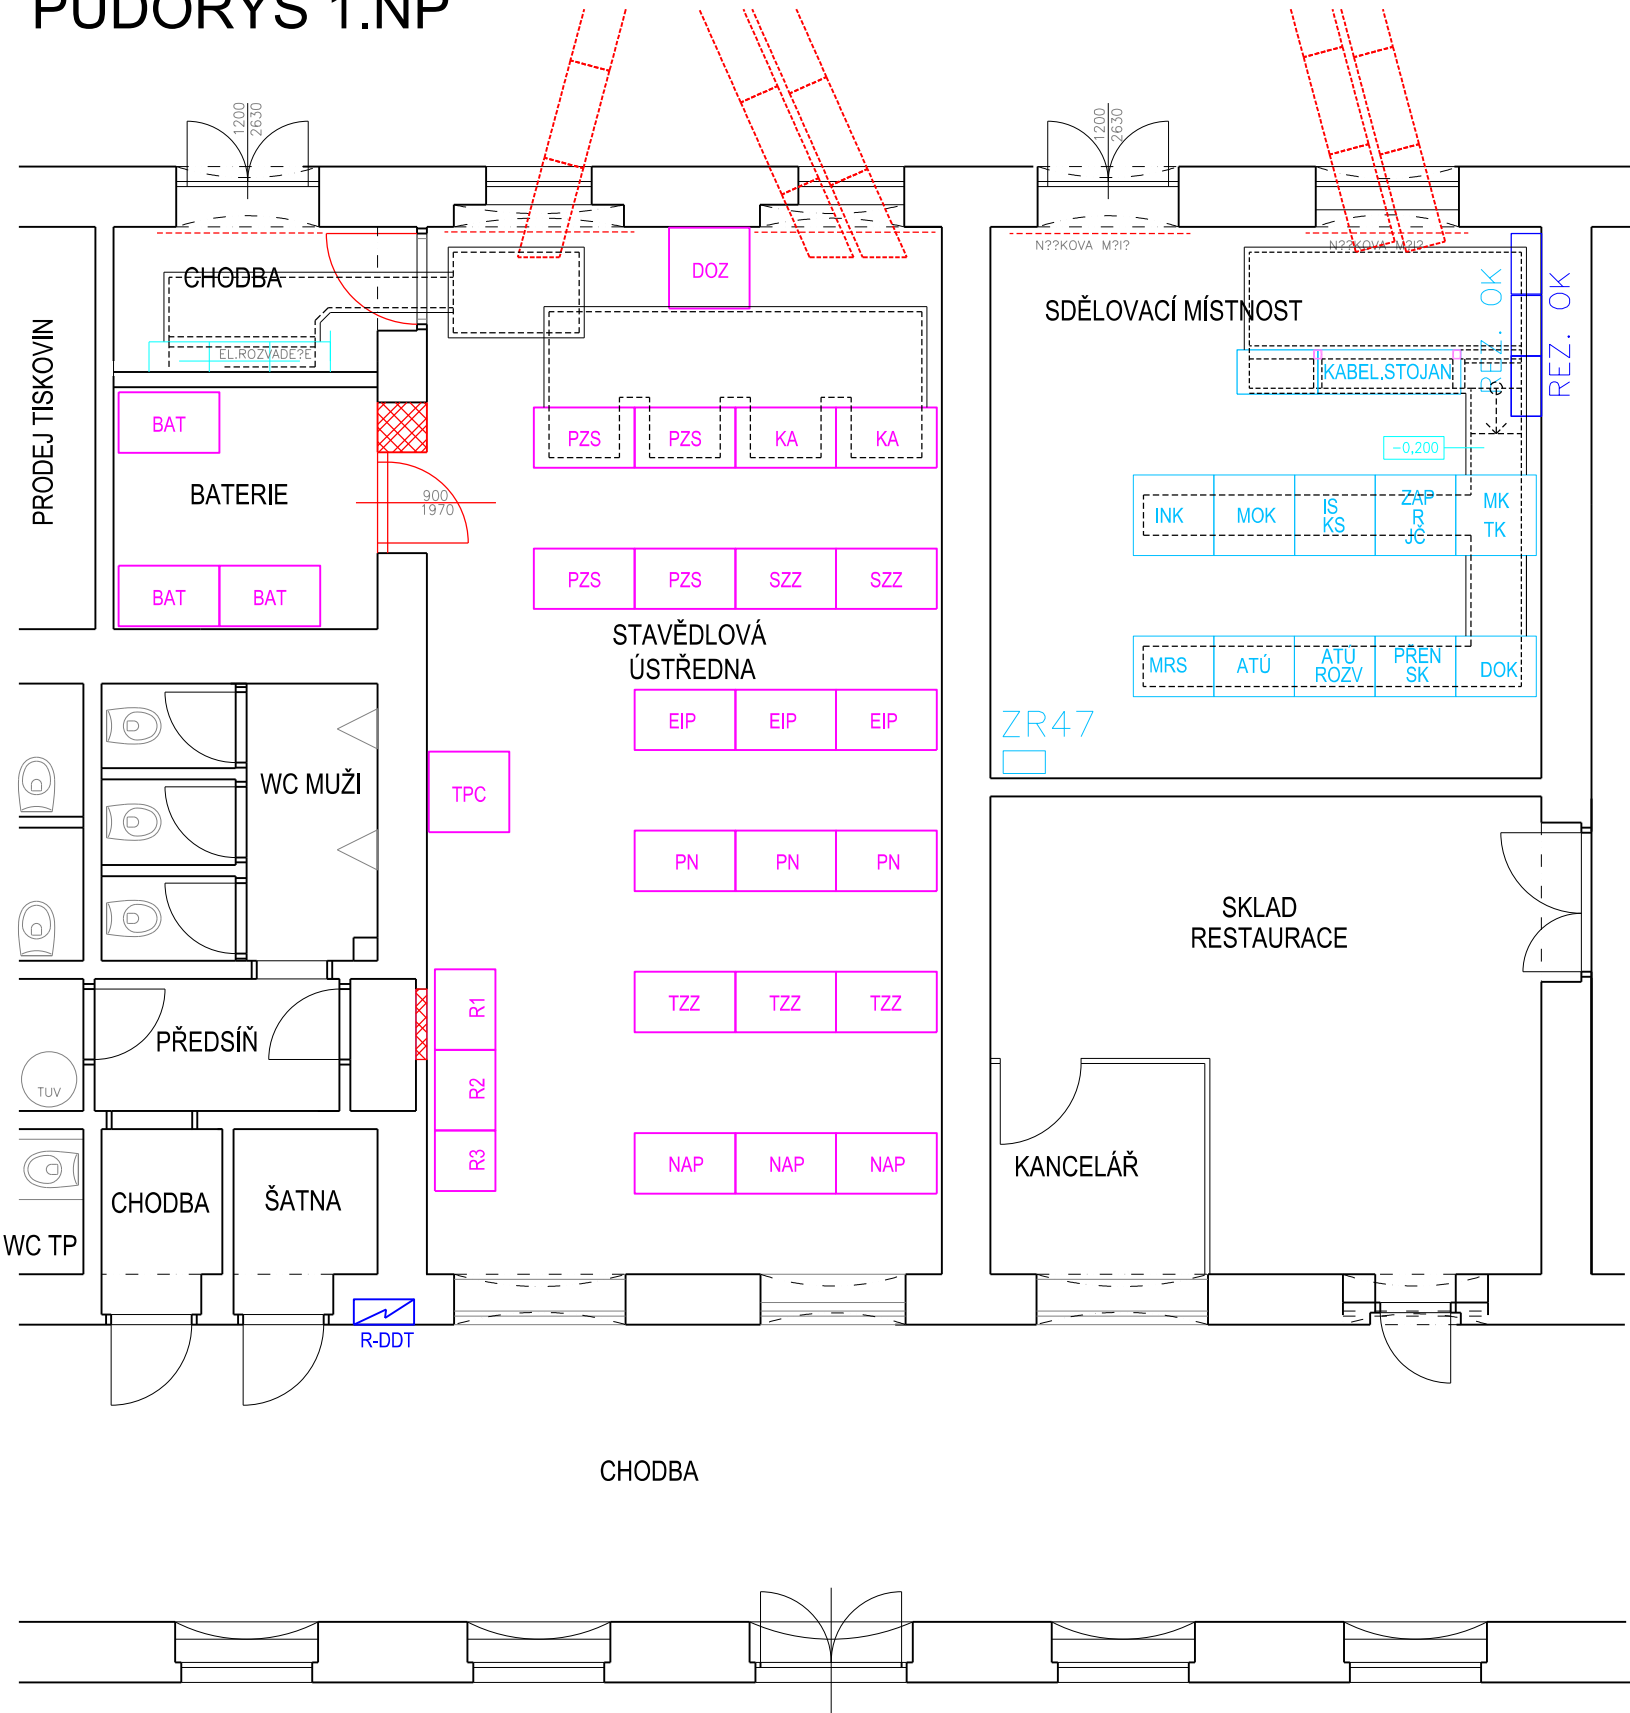 PŮDORYS 1.NP
1200
2630
1200
2630
N??KOVA M?I?
N??KOVA M?I?
CHODBA
DOZ
SDĚLOVACÍ MÍSTNOST
REZ. OK
REZ. OK
EL.ROZVADE?E
KABEL.STOJAN
PRODEJ TISKOVIN
BAT
PZS
PZS
KA
KA
-0,200
BATERIE
900
1970
INK
MOK
IS
KS
ZAP
R
JČ
MK
TK
BAT
BAT
PZS
PZS
SZZ
SZZ
STAVĚDLOVÁ
ÚSTŘEDNA
MRS
ATÚ
ATÚ
ROZV
PŘEN
SK
DOK
EIP
EIP
EIP
ZR47
WC MUŽI
TPC
PN
PN
PN
SKLAD
RESTAURACE
R1
TZZ
TZZ
TZZ
PŘEDSÍŇ
TUV
R2
R3
NAP
NAP
NAP
KANCELÁŘ
CHODBA
ŠATNA
WC TP
R-DDT
CHODBA